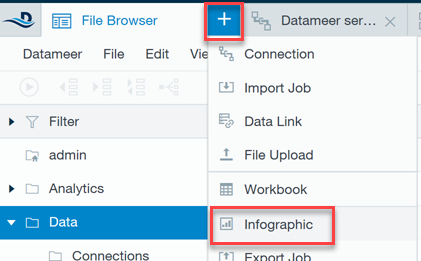 File Browser
+
Datameer ser...
Datameer File Edit Vie
Connection
Import Job
Data Link
File Upload
Workbook
Infographic
Export Job
Filter
admin
Analytics
Data
Connections